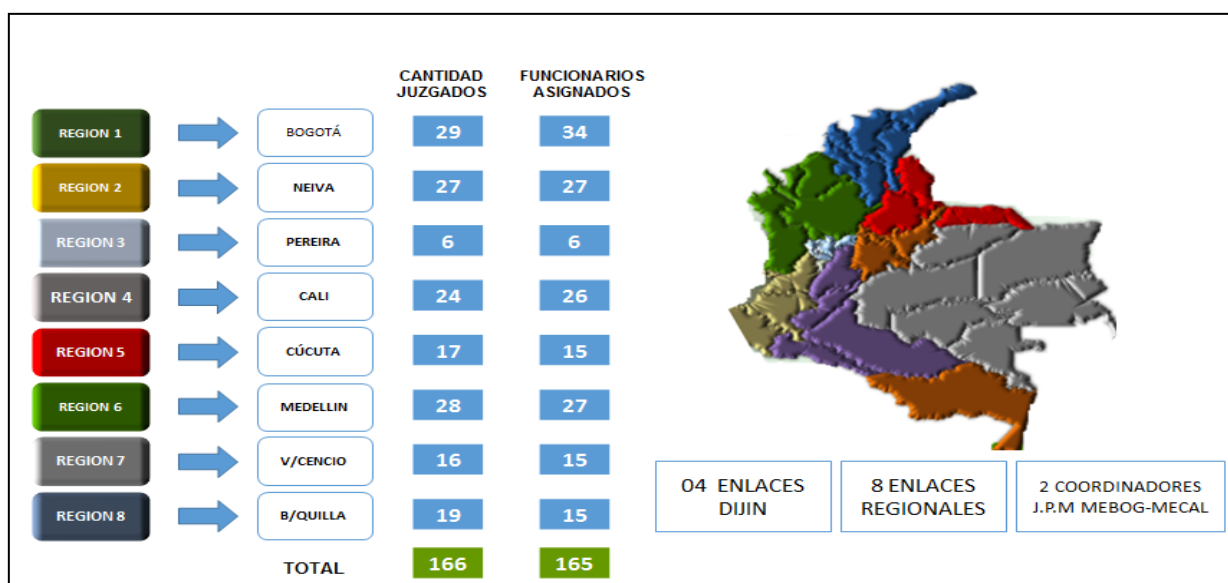 CANTIDAD JUZGADOS
FUNCIONARIOS ASIGNADOS
REGION 1 BOGOTÁ 29 34
REGION 2 NEIVA 27 27
REGION 3 PEREIRA 6 6
REGION 4 CALI 24 26
REGION 5 CÚCUTA 17 15
REGION 6 MEDELLIN 28 27
REGION 7 V/CENCIO 16 15
REGION 8 B/QUILLA 19 15
TOTAL 166 165
04 ENLACES
DIJIN
8 ENLACES
REGIONALES
2 COORDINADORES
J.P.M MEBOG-MECAL